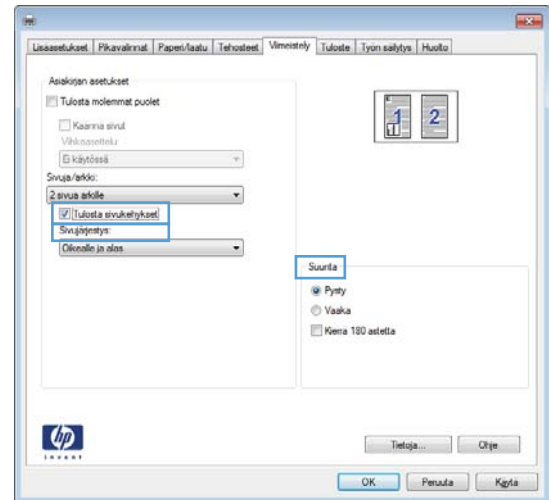 Lisäasetukset Pikavalinnat Paperi/laatu Tehosteet Viimeistely Tuloste Työn säilytys Huolto
Asiakirjan asetukset
Tulosta molemmat puolet
Käännä sivut
Vihkoasettelu:
Ei käytössä
Sivuja/arkki:
2 sivua arkille
Tulosta sivukehykset
Sivujärjestys:
Oikealle ja alas
1 2
Suunta
Pysty
Vaaka
Kierrä 180 astetta
hp
invent
Tietoja... Ohje
OK Peruuta Käytä